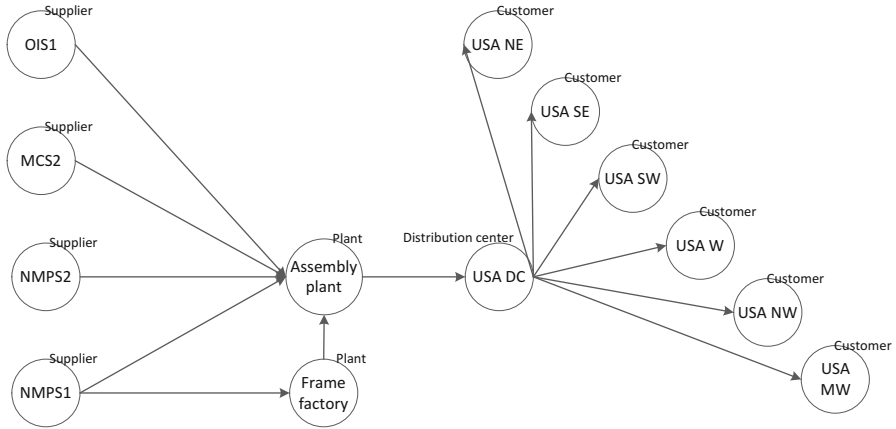 Supplier
OIS1
Supplier
MCS2
Supplier
NMPS2
Supplier
NMPS1
Plant
Assembly
plant
Plant
Frame
factory
Distribution center
USA DC
Customer
USA NE
Customer
USA SE
Customer
USA SW
Customer
USA W
Customer
USA NW
Customer
USA
MW